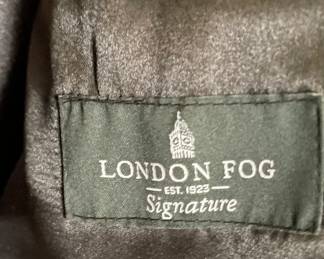 LONDON FOG
EST. 1923
Signature